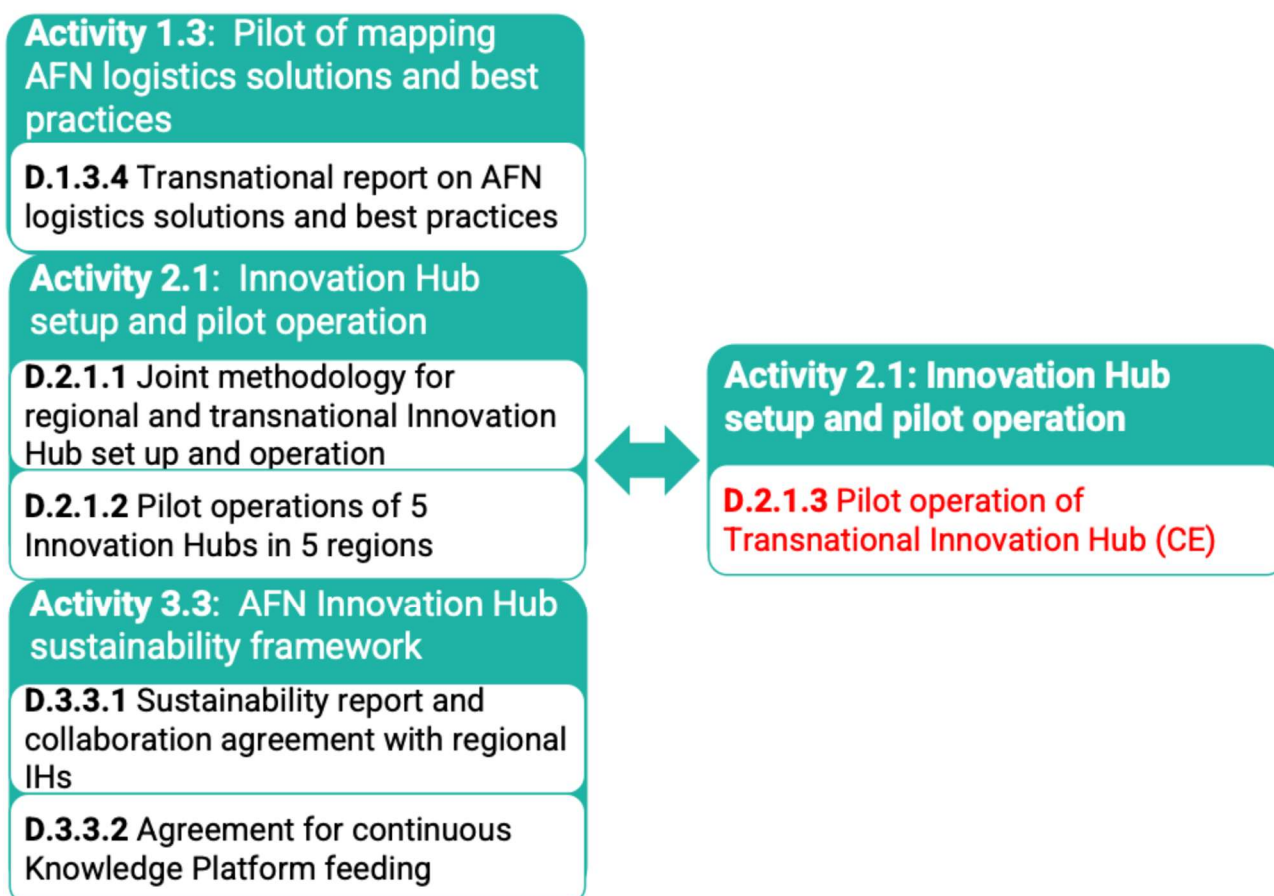 Activity 1.3:  Pilot of mapping
AFN logistics solutions and best
practices
D.1.3.4 Transnational report on AFN
logistics solutions and best practices
Activity 2.1:  Innovation Hub
setup and pilot operation
D.2.1.1 Joint methodology for
regional and transnational Innovation
Hub set up and operation
D.2.1.2 Pilot operations of 5
Innovation Hubs in 5 regions
Activity 3.3:  AFN Innovation Hub
sustainability framework
D.3.3.1 Sustainability report and
collaboration agreement with regional
IHs
D.3.3.2 Agreement for continuous
Knowledge Platform feeding
Activity 2.1: Innovation Hub
setup and pilot operation
D.2.1.3 Pilot operation of
Transnational Innovation Hub (CE)